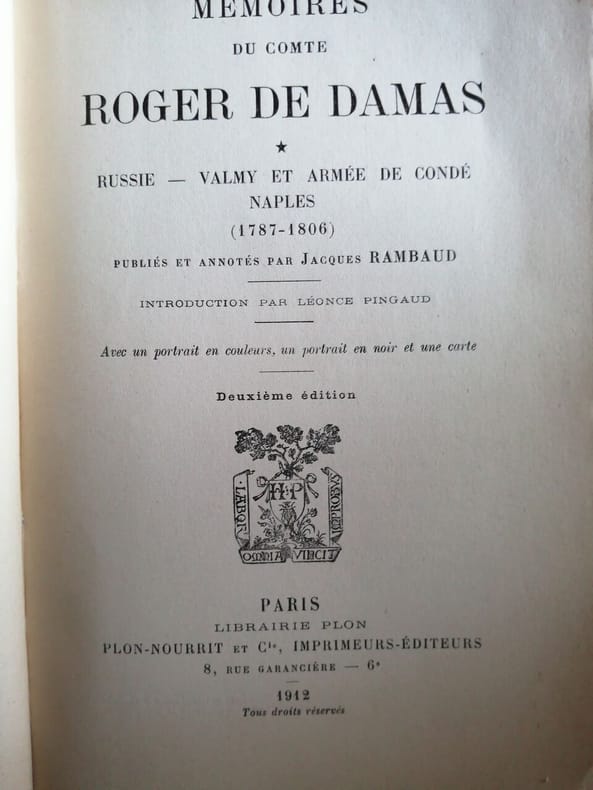 MÉMOIRES
DU COMTE
ROGER DE DAMAS
★
RUSSIE — VALMY ET ARMÉE DE CONDÉ
NAPLES
(1787-1806)
PUBLIÉS ET ANNOTÉS PAR JACQUES RAMBAUD
INTRODUCTION PAR LÉONCE PINGAUD
Avec un portrait en couleurs, un portrait en noir et une carte
Deuxième édition
H·P
LABOR
IMPROBVS
OMNIA VINCIT
PARIS
LIBRAIRIE PLON
PLON-NOURRIT ET Cie, IMPRIMEURS-ÉDITEURS
8, RUE GARANCIÈRE — 6e
1912
Tous droits réservés